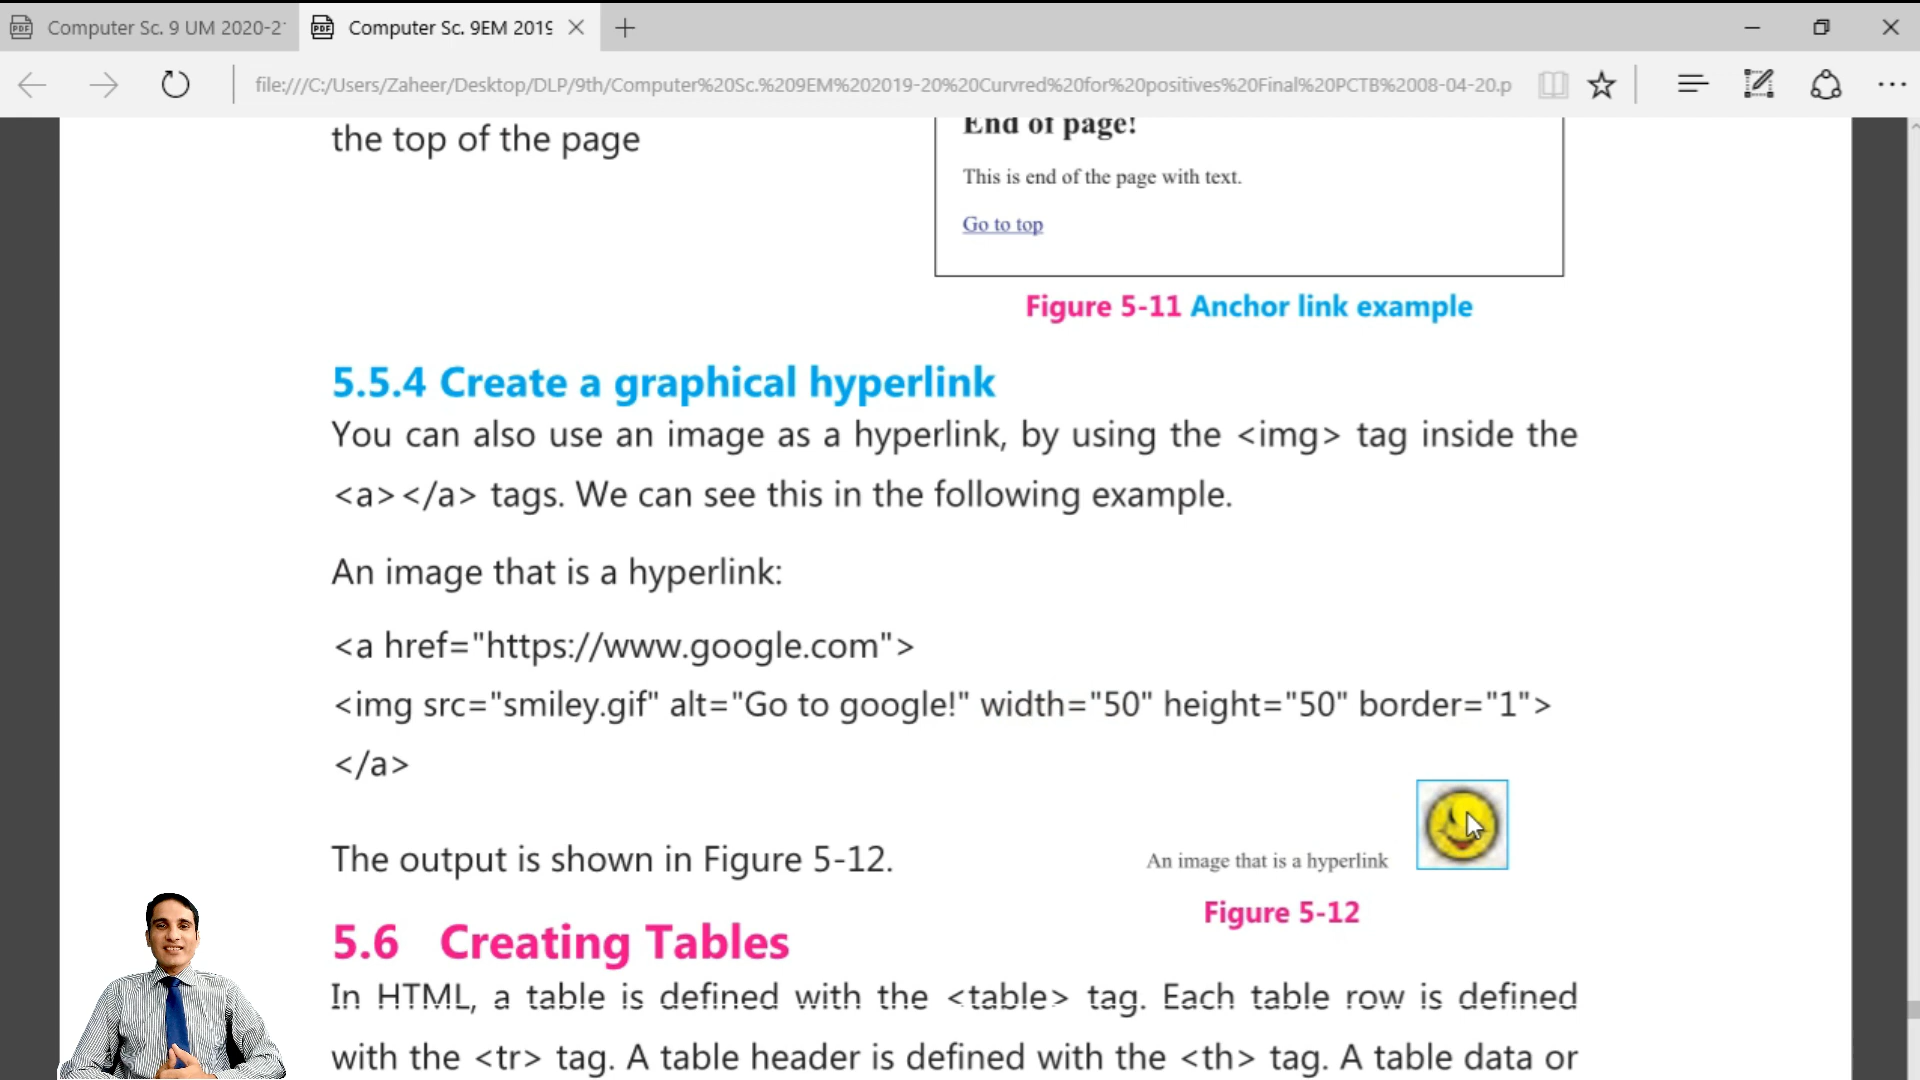 Computer Sc. 9 UM 2020-2
Computer Sc. 9EM 2019
file:///C:/Users/Zaheer/Desktop/DLP/9th/Computer%20Sc.%209EM%202019-20%20Curvred%20for%20positives%20Final%20PCTB%2008-04-20.p
the top of the page
End of page!
This is end of the page with text.
Go to top
Figure 5-11 Anchor link example
5.5.4 Create a graphical hyperlink
You can also use an image as a hyperlink, by using the <img> tag inside the
<a></a> tags. We can see this in the following example.
An image that is a hyperlink:
<a href="https://www.google.com">
<img src="smiley.gif" alt="Go to google!" width="50" height="50" border="1">
</a>
The output is shown in Figure 5-12.
An image that is a hyperlink
Figure 5-12
5.6 Creating Tables
In HTML, a table is defined with the <table> tag. Each table row is defined
with the <tr> tag. A table header is defined with the <th> tag. A table data or